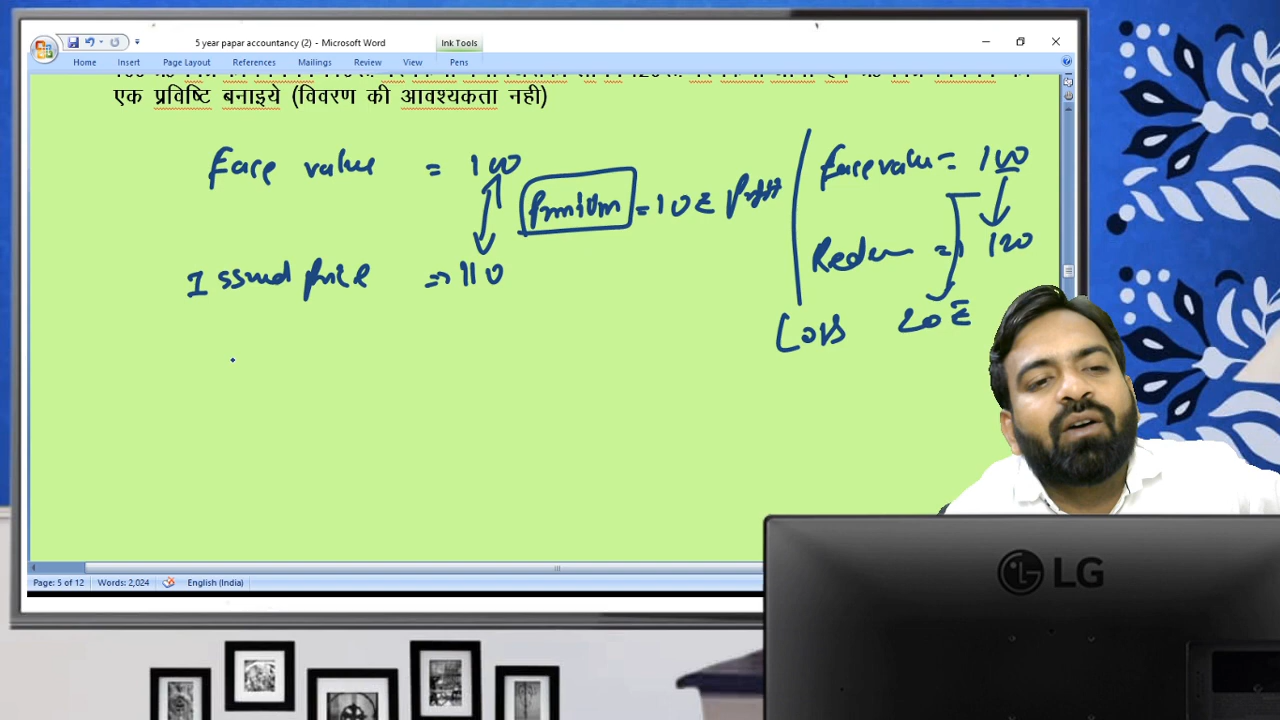 5 year papar accountancy (2) - Microsoft Word
Ink Tools
Home Insert Page Layout References Mailings Review View Pens
एक प्रविष्टि बनाइये (विवरण की आवश्यकता नही)
Face value = 100
Premium = 10 ₹ Profit
Issued price => 110
Face value = 100
Redem => 120
Loss 20 ₹
Page: 5 of 12 Words: 2,024 English (India)
LG